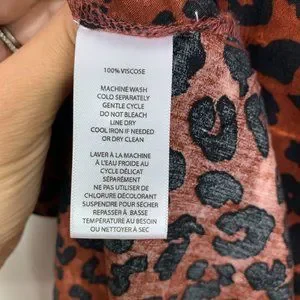 100% VISCOSE
MACHINE WASH
COLD SEPARATELY
GENTLE CYCLE
DO NOT BLEACH
LINE DRY
COOL IRON IF NEEDED
OR DRY CLEAN
LAVER À LA MACHINE
À L'EAU FROIDE AU
CYCLE DÉLICAT
SÉPARÉMENT
NE PAS UTILISER DE
CHLORURE DÉCOLORANT
SUSPENDRE POUR SÉCHER
REPASSER À BASSE
TEMPÉRATURE AU BESOIN
OU NETTOYER À SEC